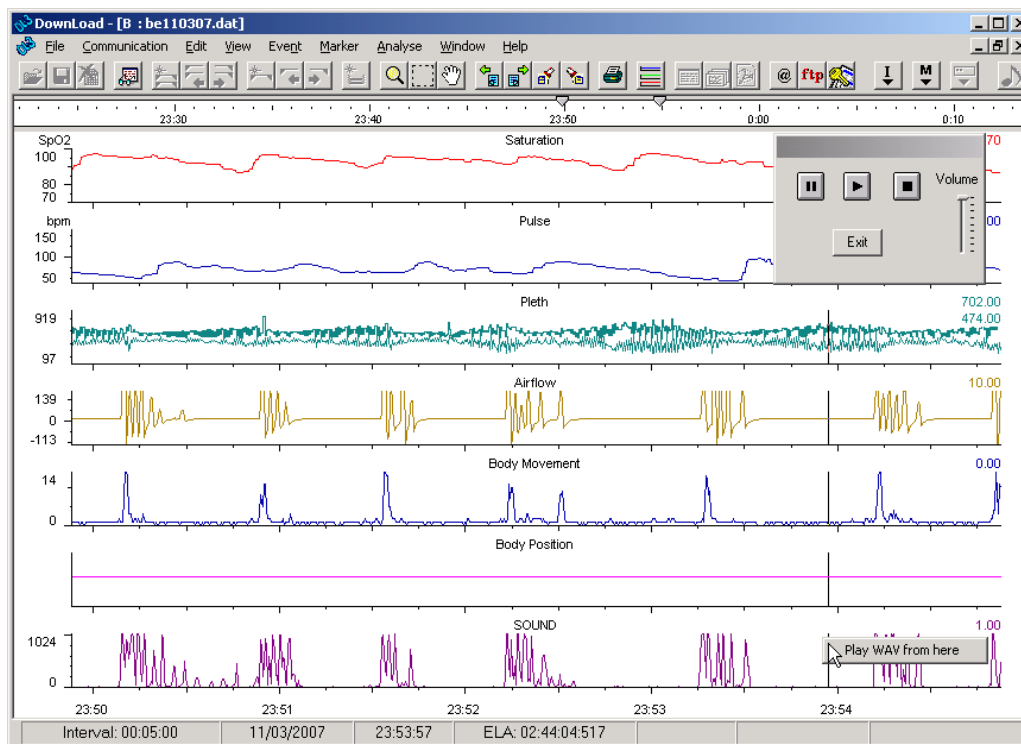 DownLoad - [B : be110307.dat]
File Communication Edit View Event Marker Analyse Window Help
@ ftp I M
23:30 23:40 23:50 0:00 0:10
SpO2 Saturation 70
100
80
70
Volume
Exit
bpm Pulse 00
150
100
50
Pleth 702.00
919 474.00
97
Airflow 10.00
139
0
-113
Body Movement 0.00
14
0
Body Position
SOUND 1.00
1024
Play WAV from here
0
23:50 23:51 23:52 23:53 23:54
Interval: 00:05:00 11/03/2007 23:53:57 ELA: 02:44:04:517